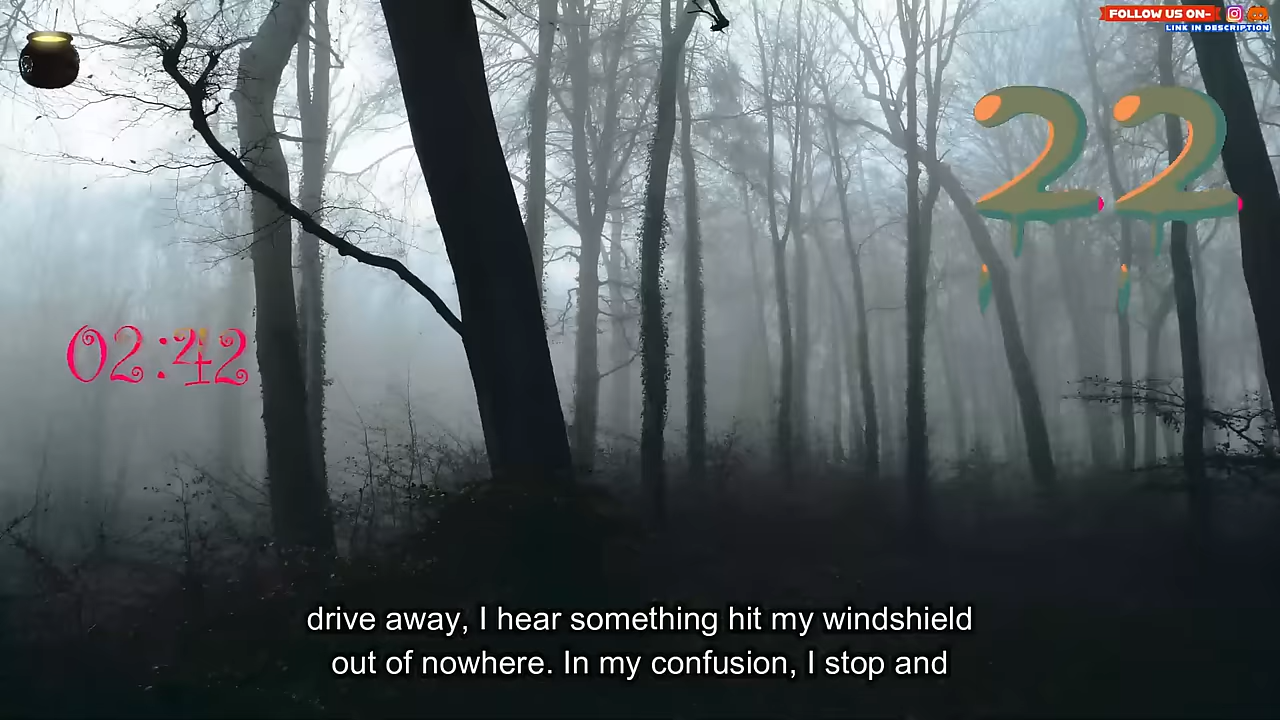 FOLLOW US ON-
LINK IN DESCRIPTION
22
02:42
drive away, I hear something hit my windshield
out of nowhere. In my confusion, I stop and